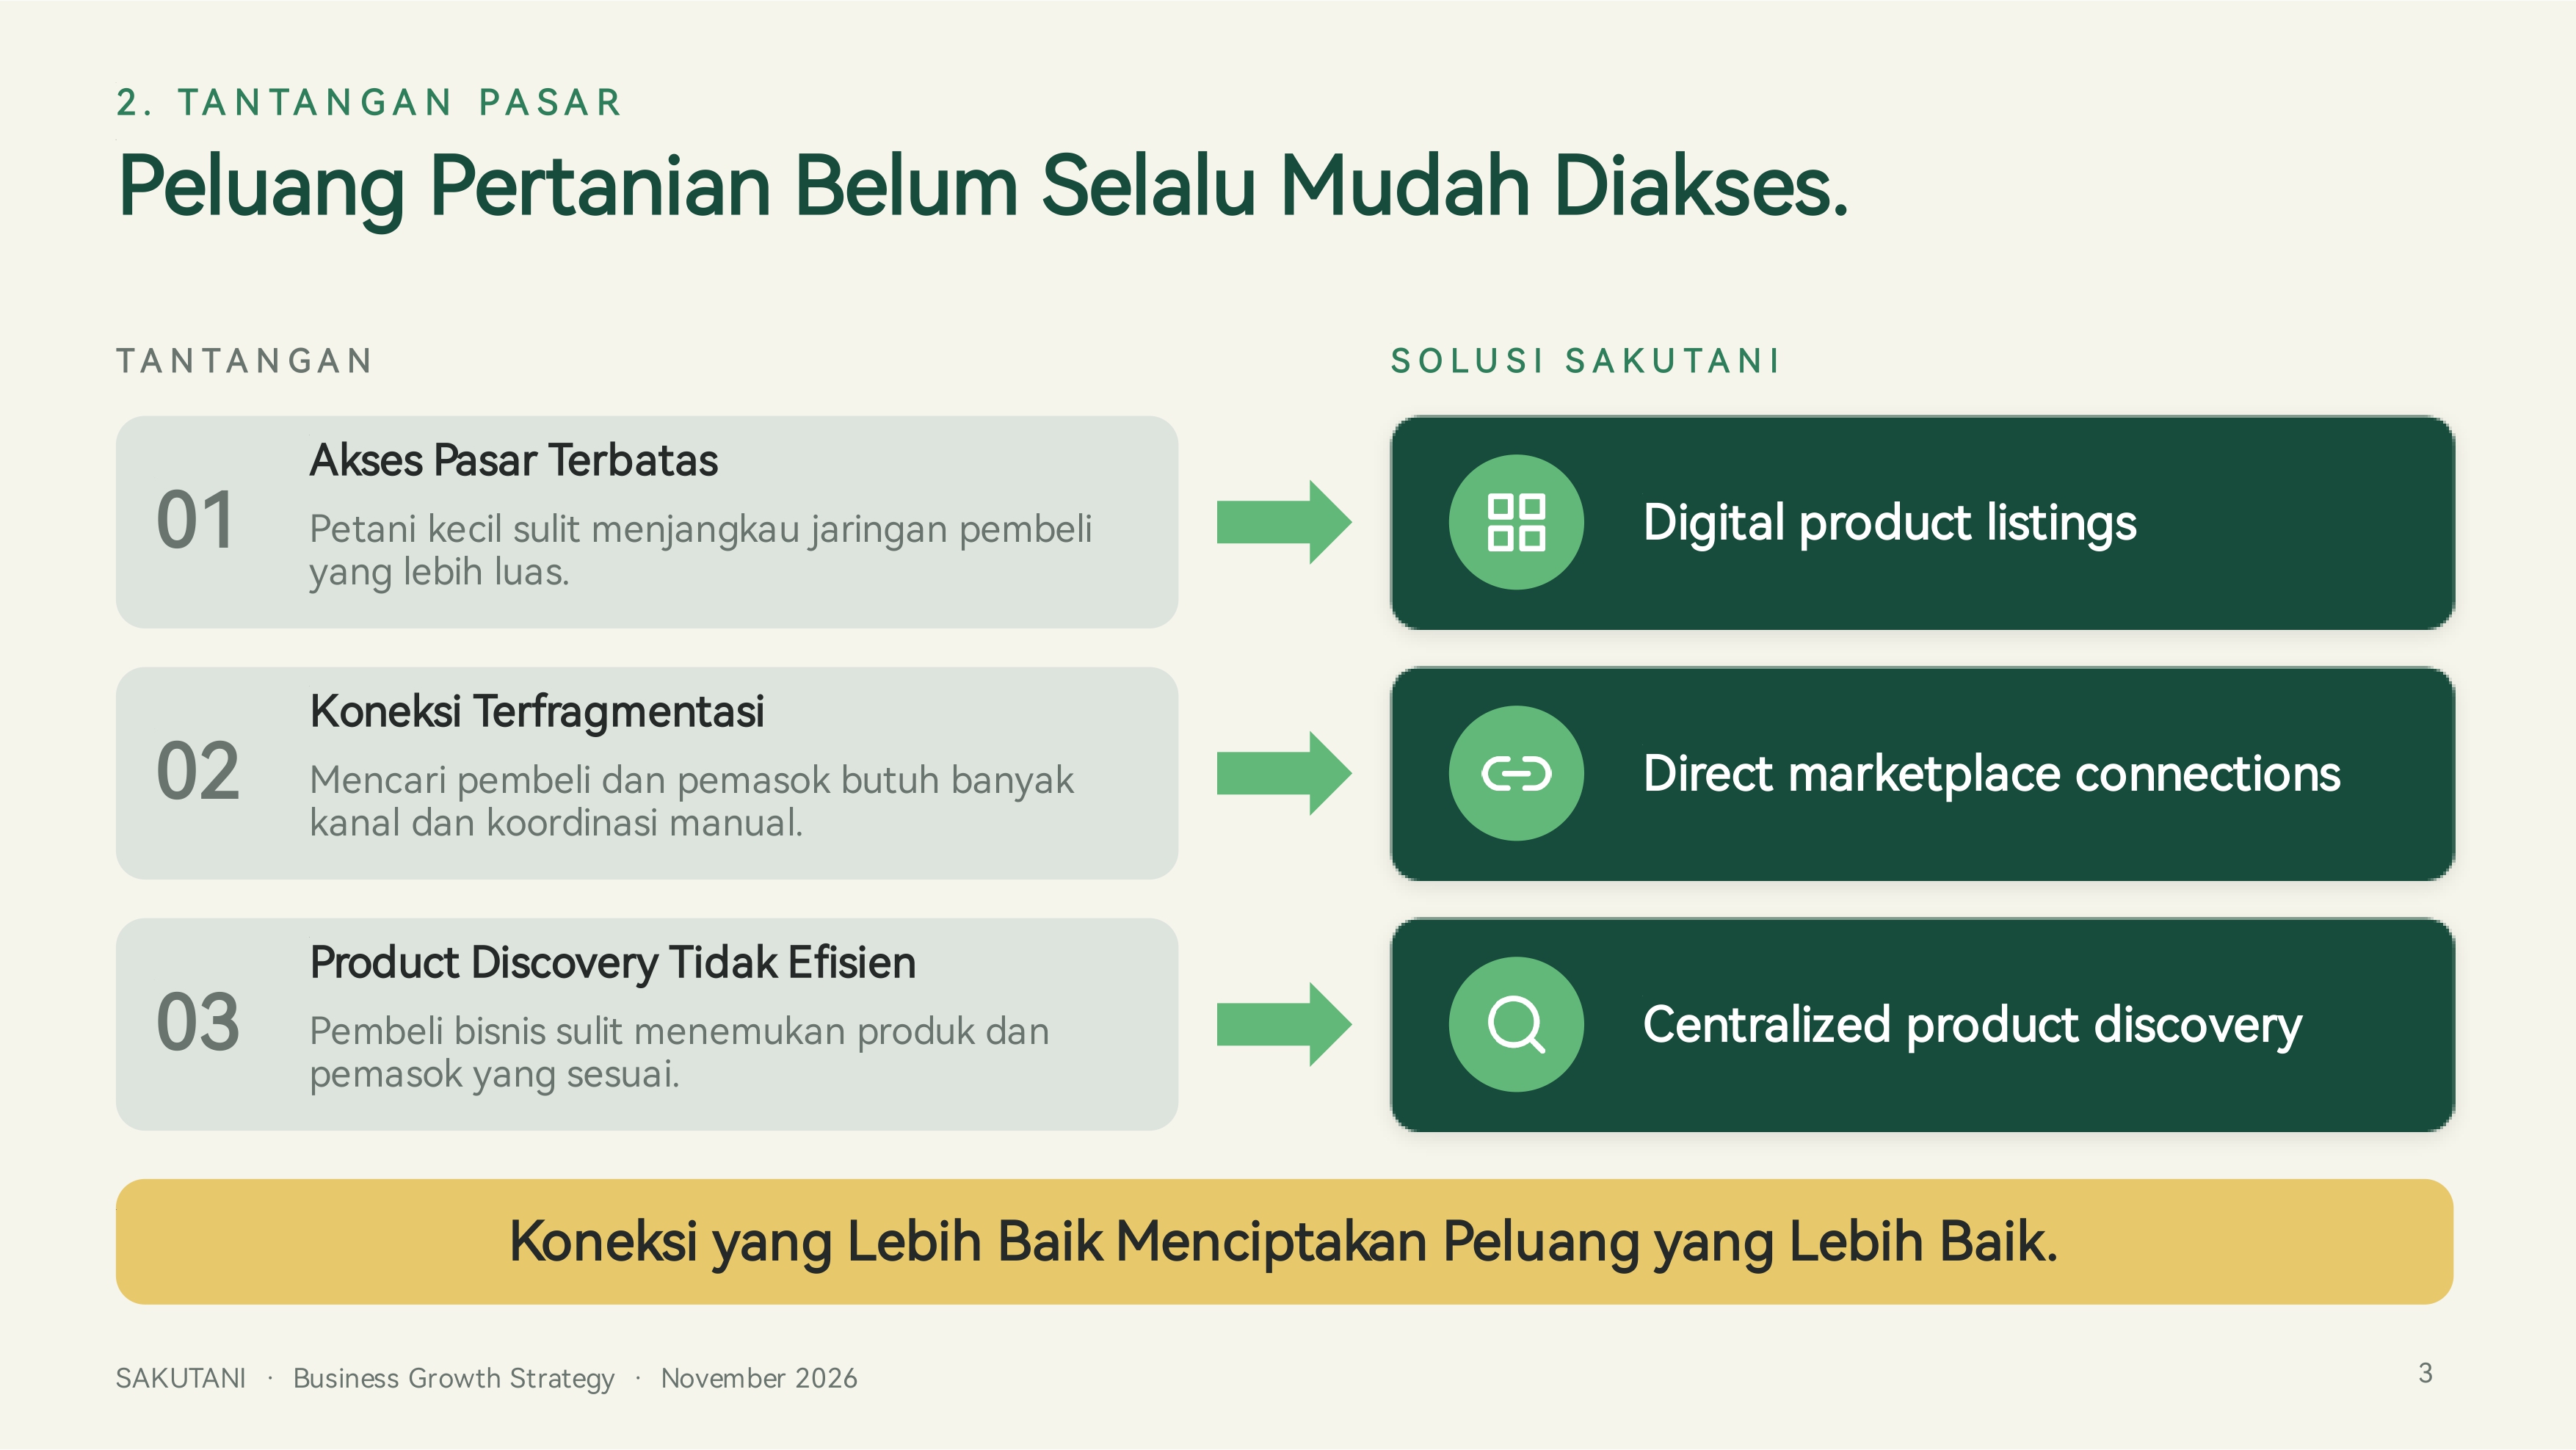 2. TANTANGAN PASAR
Peluang Pertanian Belum Selalu Mudah Diakses.
TANTANGAN
01
Akses Pasar Terbatas
Petani kecil sulit menjangkau jaringan pembeli
yang lebih luas.
02
Koneksi Terfragmentasi
Mencari pembeli dan pemasok butuh banyak
kanal dan koordinasi manual.
03
Product Discovery Tidak Efisien
Pembeli bisnis sulit menemukan produk dan
pemasok yang sesuai.
SOLUSI SAKUTANI
Digital product listings
Direct marketplace connections
Centralized product discovery
Koneksi yang Lebih Baik Menciptakan Peluang yang Lebih Baik.
SAKUTANI · Business Growth Strategy · November 2026
3